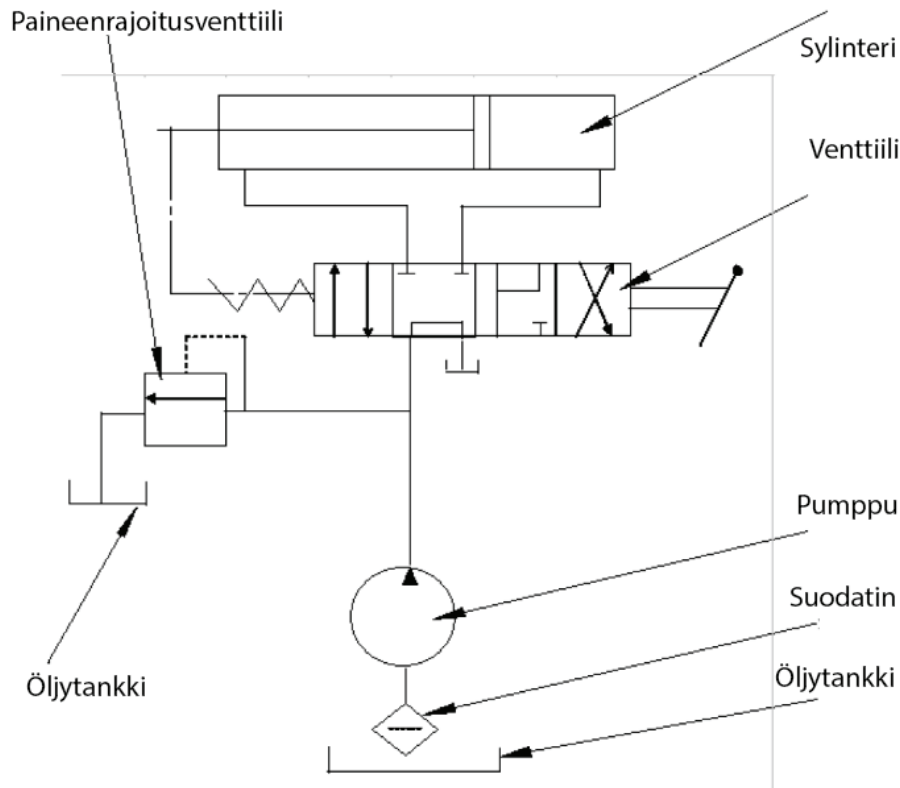 Paineenrajoitusventtiili
Sylinteri
Venttiili
Pumppu
Suodatin
Öljytankki
Öljytankki